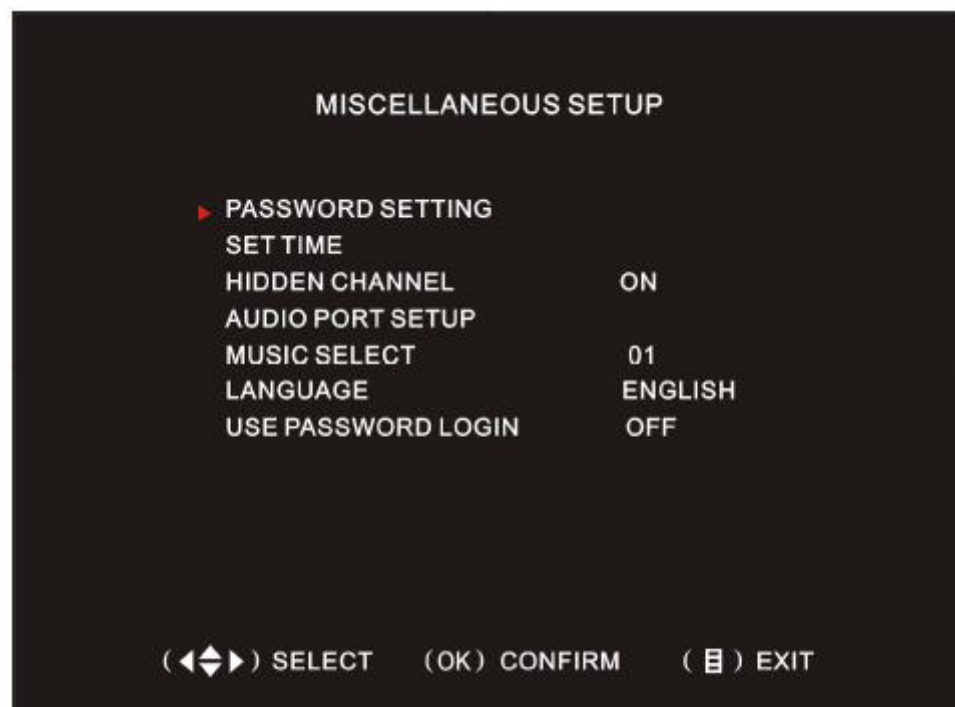 MISCELLANEOUS SETUP
PASSWORD SETTING
SET TIME
HIDDEN CHANNEL ON
AUDIO PORT SETUP
MUSIC SELECT 01
LANGUAGE ENGLISH
USE PASSWORD LOGIN OFF
(◀◆▶) SELECT (OK) CONFIRM (目) EXIT